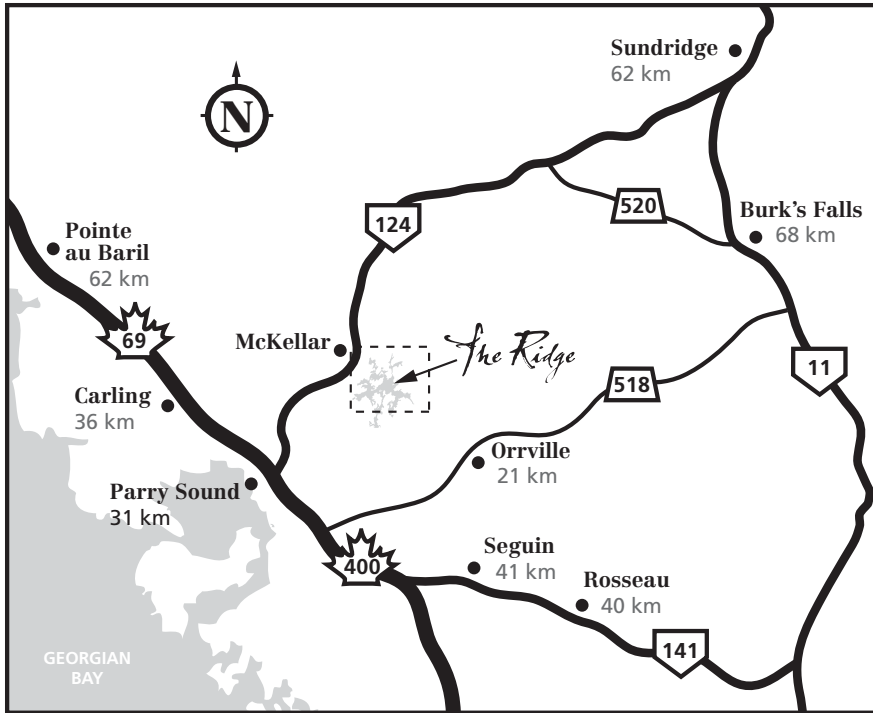 N
Sundridge
62 km
Pointe
au Baril
62 km
124
520
Burk's Falls
68 km
69
McKellar
The Ridge
11
518
Carling
36 km
Orrville
21 km
Parry Sound
31 km
400
Seguin
41 km
Rosseau
40 km
141
GEORGIAN
BAY